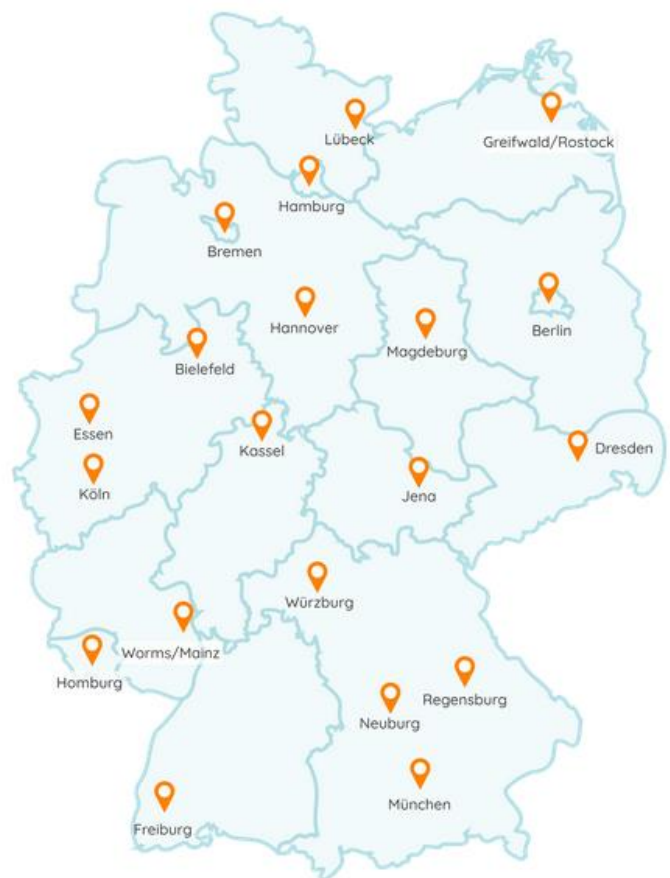 Lübeck
Greifwald/Rostock
Hamburg
Bremen
Hannover
Berlin
Magdeburg
Bielefeld
Essen
Kassel
Dresden
Köln
Jena
Würzburg
Worms/Mainz
Homburg
Regensburg
Neuburg
München
Freiburg